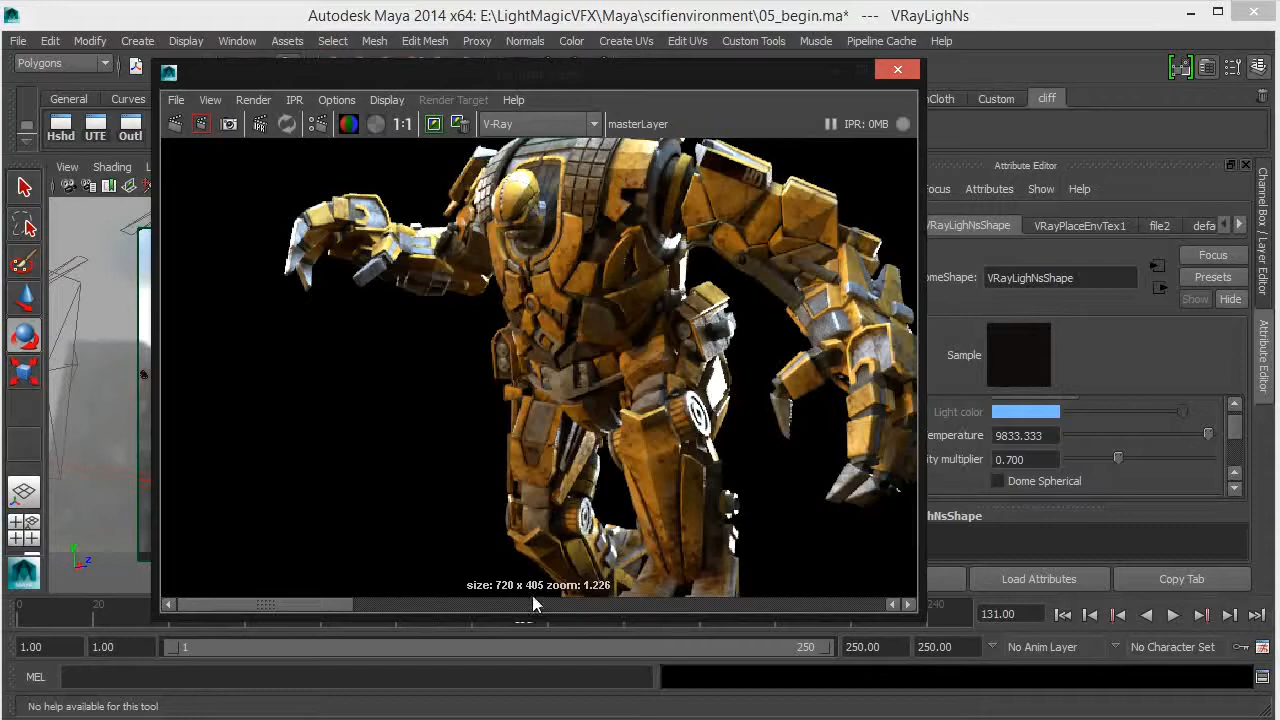 Autodesk Maya 2014 x64: E:\LightMagicVFX\Maya\scifienvironment\05_begin.ma* --- VRayLighNs
File Edit Modify Create Display Window Assets Select Mesh Edit Mesh Proxy Normals Color Create UVs Edit UVs Custom Tools Muscle Pipeline Cache Help
Polygons
General Curves
nCloth Custom cliff
Hshd UTE Outl
File View Render IPR Options Display Render Target Help
1:1 V-Ray masterLayer IPR: 0MB
View Shading
Attribute Editor
Focus Attributes Show Help
VRayLighNsShape VRayPlaceEnvTex1 file2 defa
Focus
omeShape: VRayLighNsShape
Presets
Show Hide
Sample
Light color
emperature 9833.333
ity multiplier 0.700
Dome Spherical
hNsShape
Load Attributes Copy Tab
Channel Box / Layer Editor
Attribute Editor
size: 720 x 405 zoom: 1.226
0 20 240 131.00
1.00 1.00 1 250 250.00 250.00 No Anim Layer No Character Set
MEL
No help available for this tool